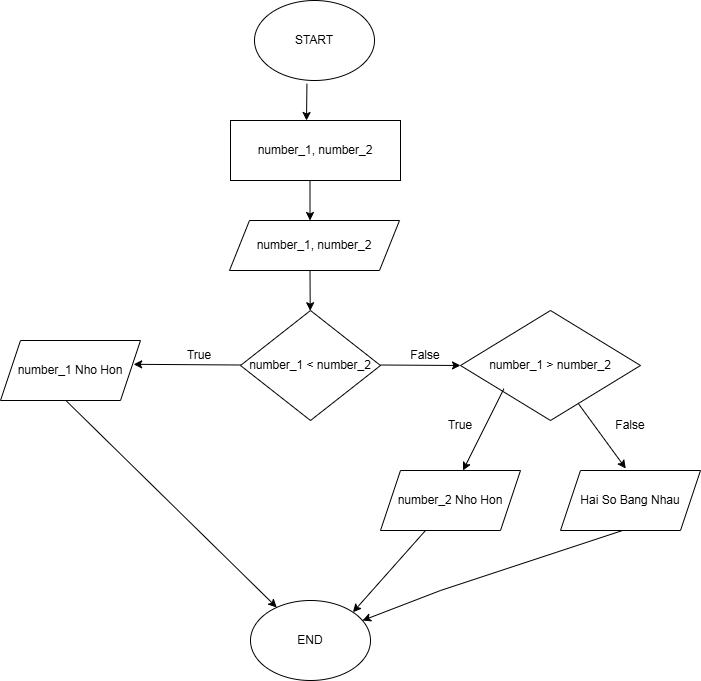 START
number_1, number_2
number_1, number_2
number_1 < number_2
True
False
number_1 Nho Hon
number_1 > number_2
True
False
number_2 Nho Hon
Hai So Bang Nhau
END